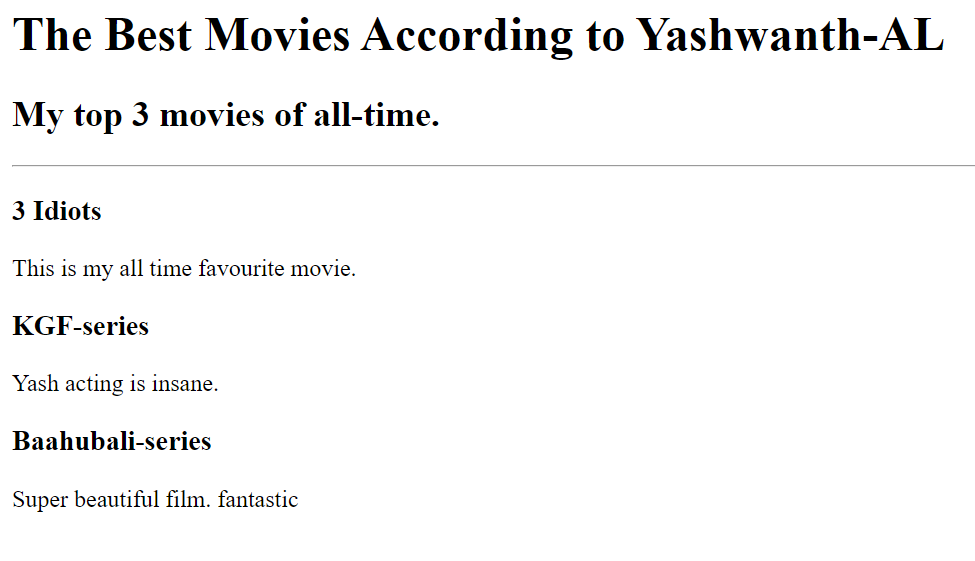 The Best Movies According to Yashwanth-AL
My top 3 movies of all-time.
3 Idiots
This is my all time favourite movie.
KGF-series
Yash acting is insane.
Baahubali-series
Super beautiful film. fantastic